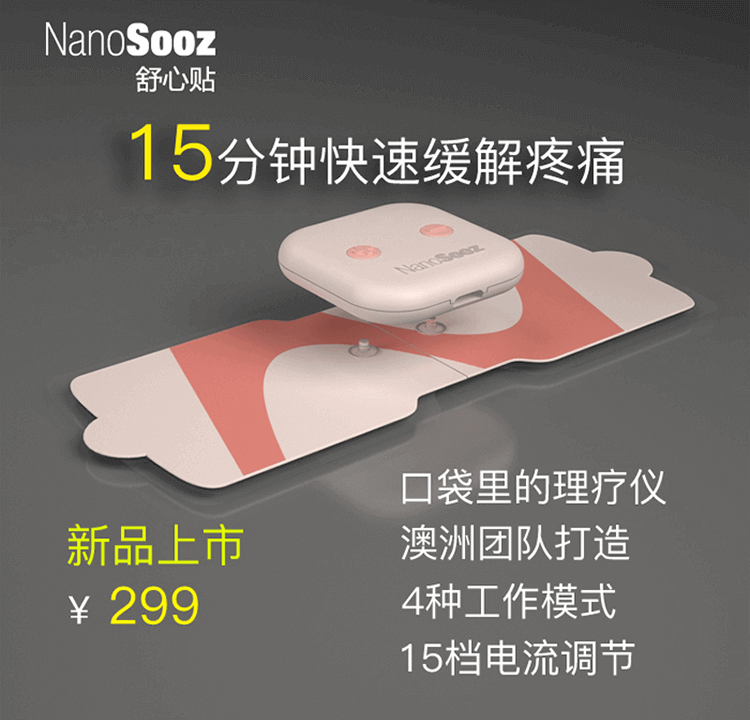 NanoSooz
舒心贴
15分钟快速缓解疼痛
NanoSooz
口袋里的理疗仪
澳洲团队打造
4种工作模式
15档电流调节
新品上市
¥ 299